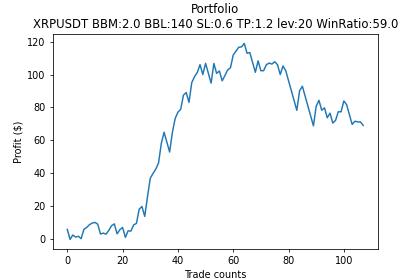 Portfolio
XRPUSDT BBM:2.0 BBL:140 SL:0.6 TP:1.2 lev:20 WinRatio:59.0
120
100
80
60
40
20
0
Profit ($)
0 20 40 60 80 100
Trade counts